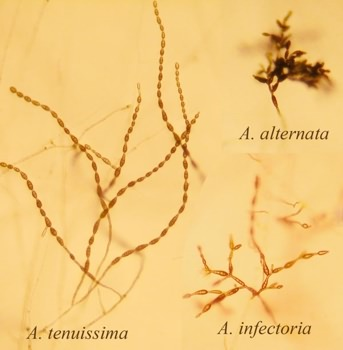 A. alternata
A. tenuissima
A. infectoria